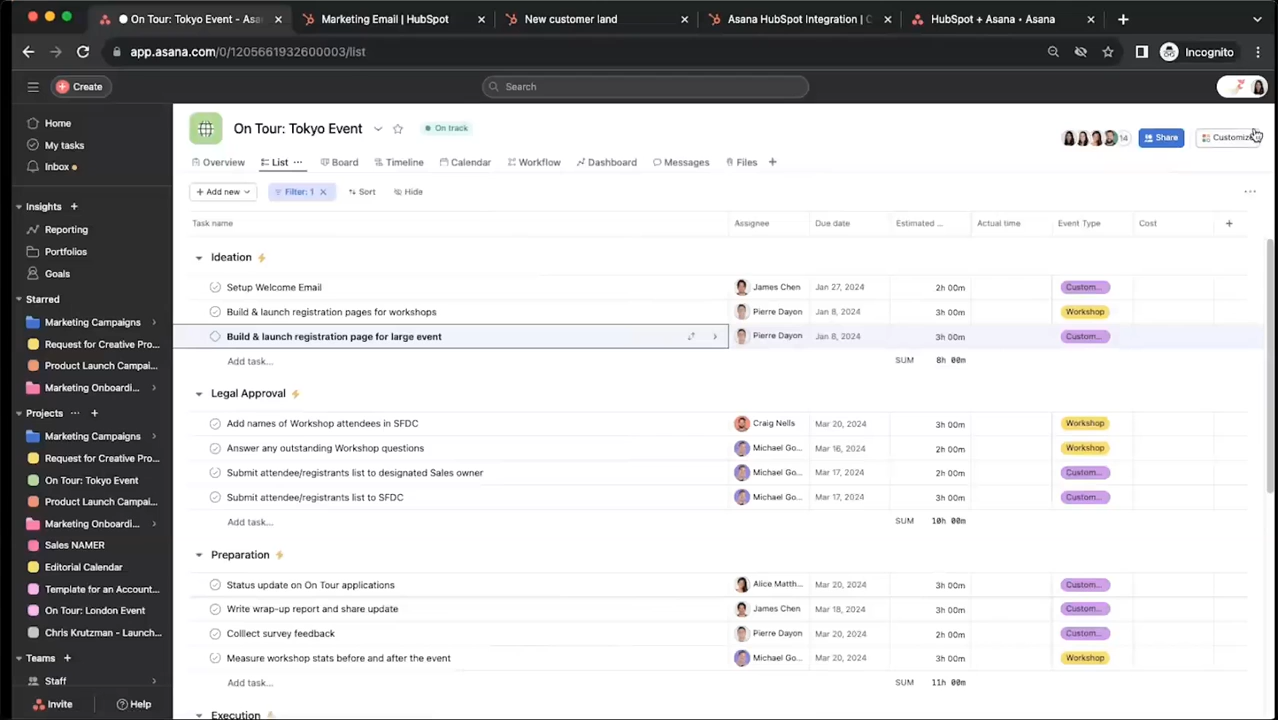 On Tour: Tokyo Event - Asa
Marketing Email | HubSpot
New customer land
Asana HubSpot Integration | C
HubSpot + Asana • Asana
app.asana.com/0/1205661932600003/list
Incognito
Create
Search
Home
My tasks
Inbox
Insights
Reporting
Portfolios
Goals
Starred
Marketing Campaigns
Request for Creative Pro...
Product Launch Campai...
Marketing Onboardi...
Projects
Marketing Campaigns
Request for Creative Pro...
On Tour: Tokyo Event
Product Launch Campai...
Marketing Onboardi...
Sales NAMER
Editorial Calendar
Template for an Account...
On Tour: London Event
Chris Krutzman - Launch...
Teams
Staff
Invite
Help
On Tour: Tokyo Event
On track
14
Share
Customize
Overview
List
Board
Timeline
Calendar
Workflow
Dashboard
Messages
Files
+ Add new
Filter: 1
Sort
Hide
Task name Assignee Due date Estimated ... Actual time Event Type Cost
Ideation
Setup Welcome Email James Chen Jan 27, 2024 2h 00m Custom...
Build & launch registration pages for workshops Pierre Dayon Jan 8, 2024 3h 00m Workshop
Build & launch registration page for large event Pierre Dayon Jan 8, 2024 3h 00m Custom...
Add task... SUM 8h 00m
Legal Approval
Add names of Workshop attendees in SFDC Craig Nells Mar 20, 2024 3h 00m Workshop
Answer any outstanding Workshop questions Michael Go... Mar 16, 2024 2h 00m Workshop
Submit attendee/registrants list to designated Sales owner Michael Go... Mar 17, 2024 2h 00m Custom...
Submit attendee/registrants list to SFDC Michael Go... Mar 17, 2024 3h 00m Custom...
Add task... SUM 10h 00m
Preparation
Status update on On Tour applications Alice Matth... Mar 20, 2024 3h 00m Custom...
Write wrap-up report and share update James Chen Mar 18, 2024 3h 00m Custom...
Colllect survey feedback Pierre Dayon Mar 20, 2024 2h 00m Custom...
Measure workshop stats before and after the event Michael Go... Mar 20, 2024 3h 00m Workshop
Add task... SUM 11h 00m
Execution